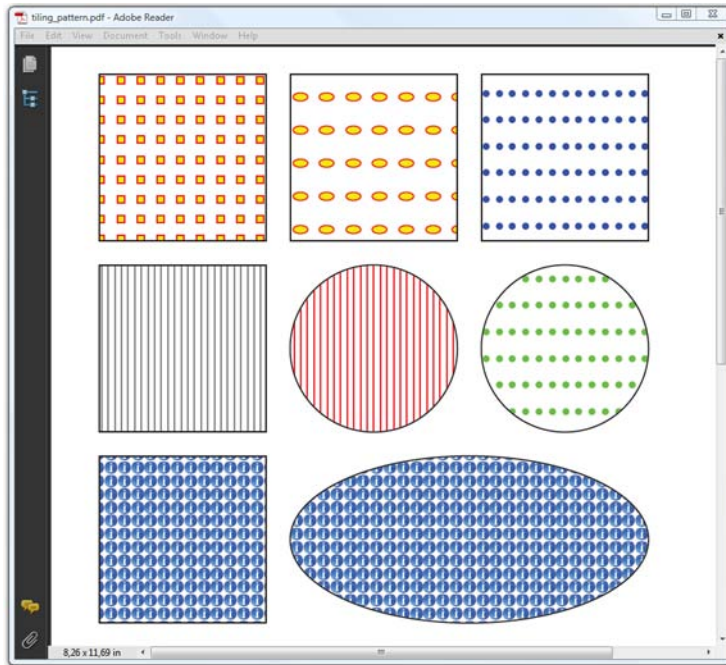 tiling_pattern.pdf - Adobe Reader
File Edit View Document Tools Window Help
8,26 x 11,69 in